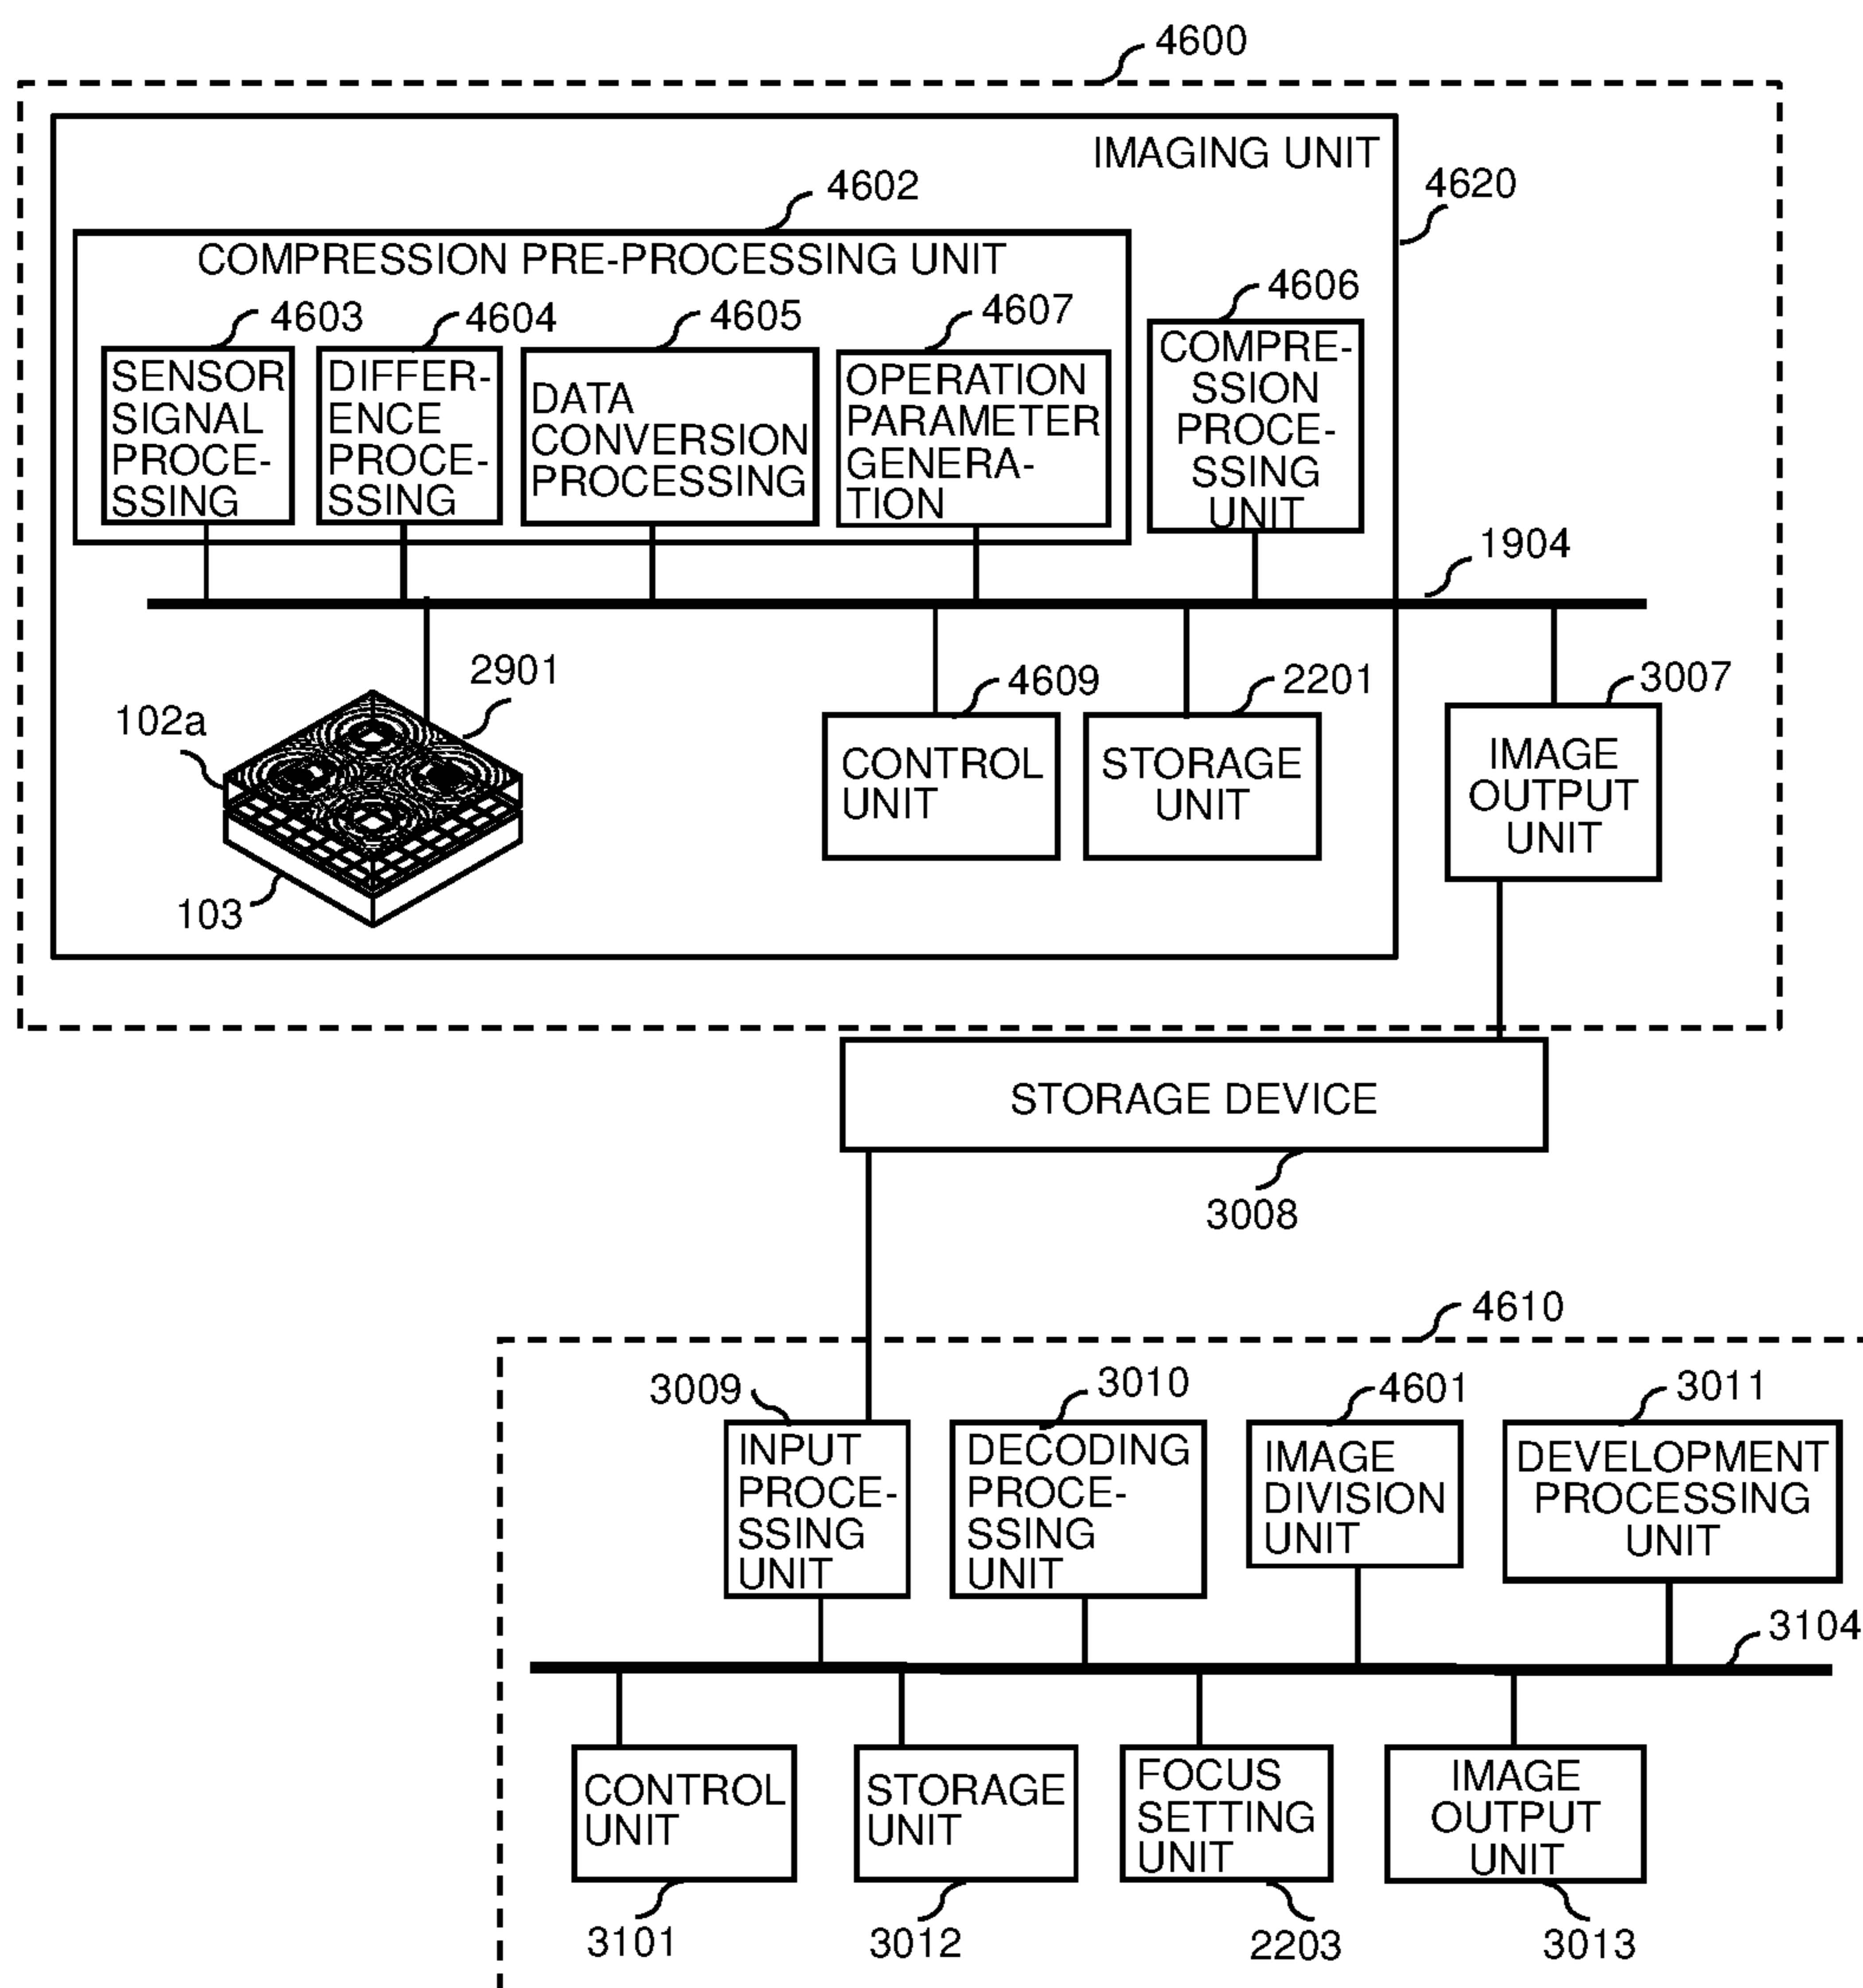 4600
IMAGING UNIT
4620
4602
COMPRESSION PRE-PROCESSING UNIT
4603
4604
4605
4607
4606
SENSOR
SIGNAL
PROCE-
SSING
DIFFER-
ENCE
PROCE-
SSING
DATA
CONVERSION
PROCESSING
OPERATION
PARAMETER
GENERA-
TION
COMPRE-
SSION
PROCE-
SSING
UNIT
1904
2901
102a
103
4609
CONTROL
UNIT
2201
STORAGE
UNIT
3007
IMAGE
OUTPUT
UNIT
STORAGE DEVICE
3008
4610
3009
INPUT
PROCE-
SSING
UNIT
3010
DECODING
PROCE-
SSING
UNIT
4601
IMAGE
DIVISION
UNIT
3011
DEVELOPMENT
PROCESSING
UNIT
3104
CONTROL
UNIT
3101
STORAGE
UNIT
3012
FOCUS
SETTING
UNIT
2203
IMAGE
OUTPUT
UNIT
3013